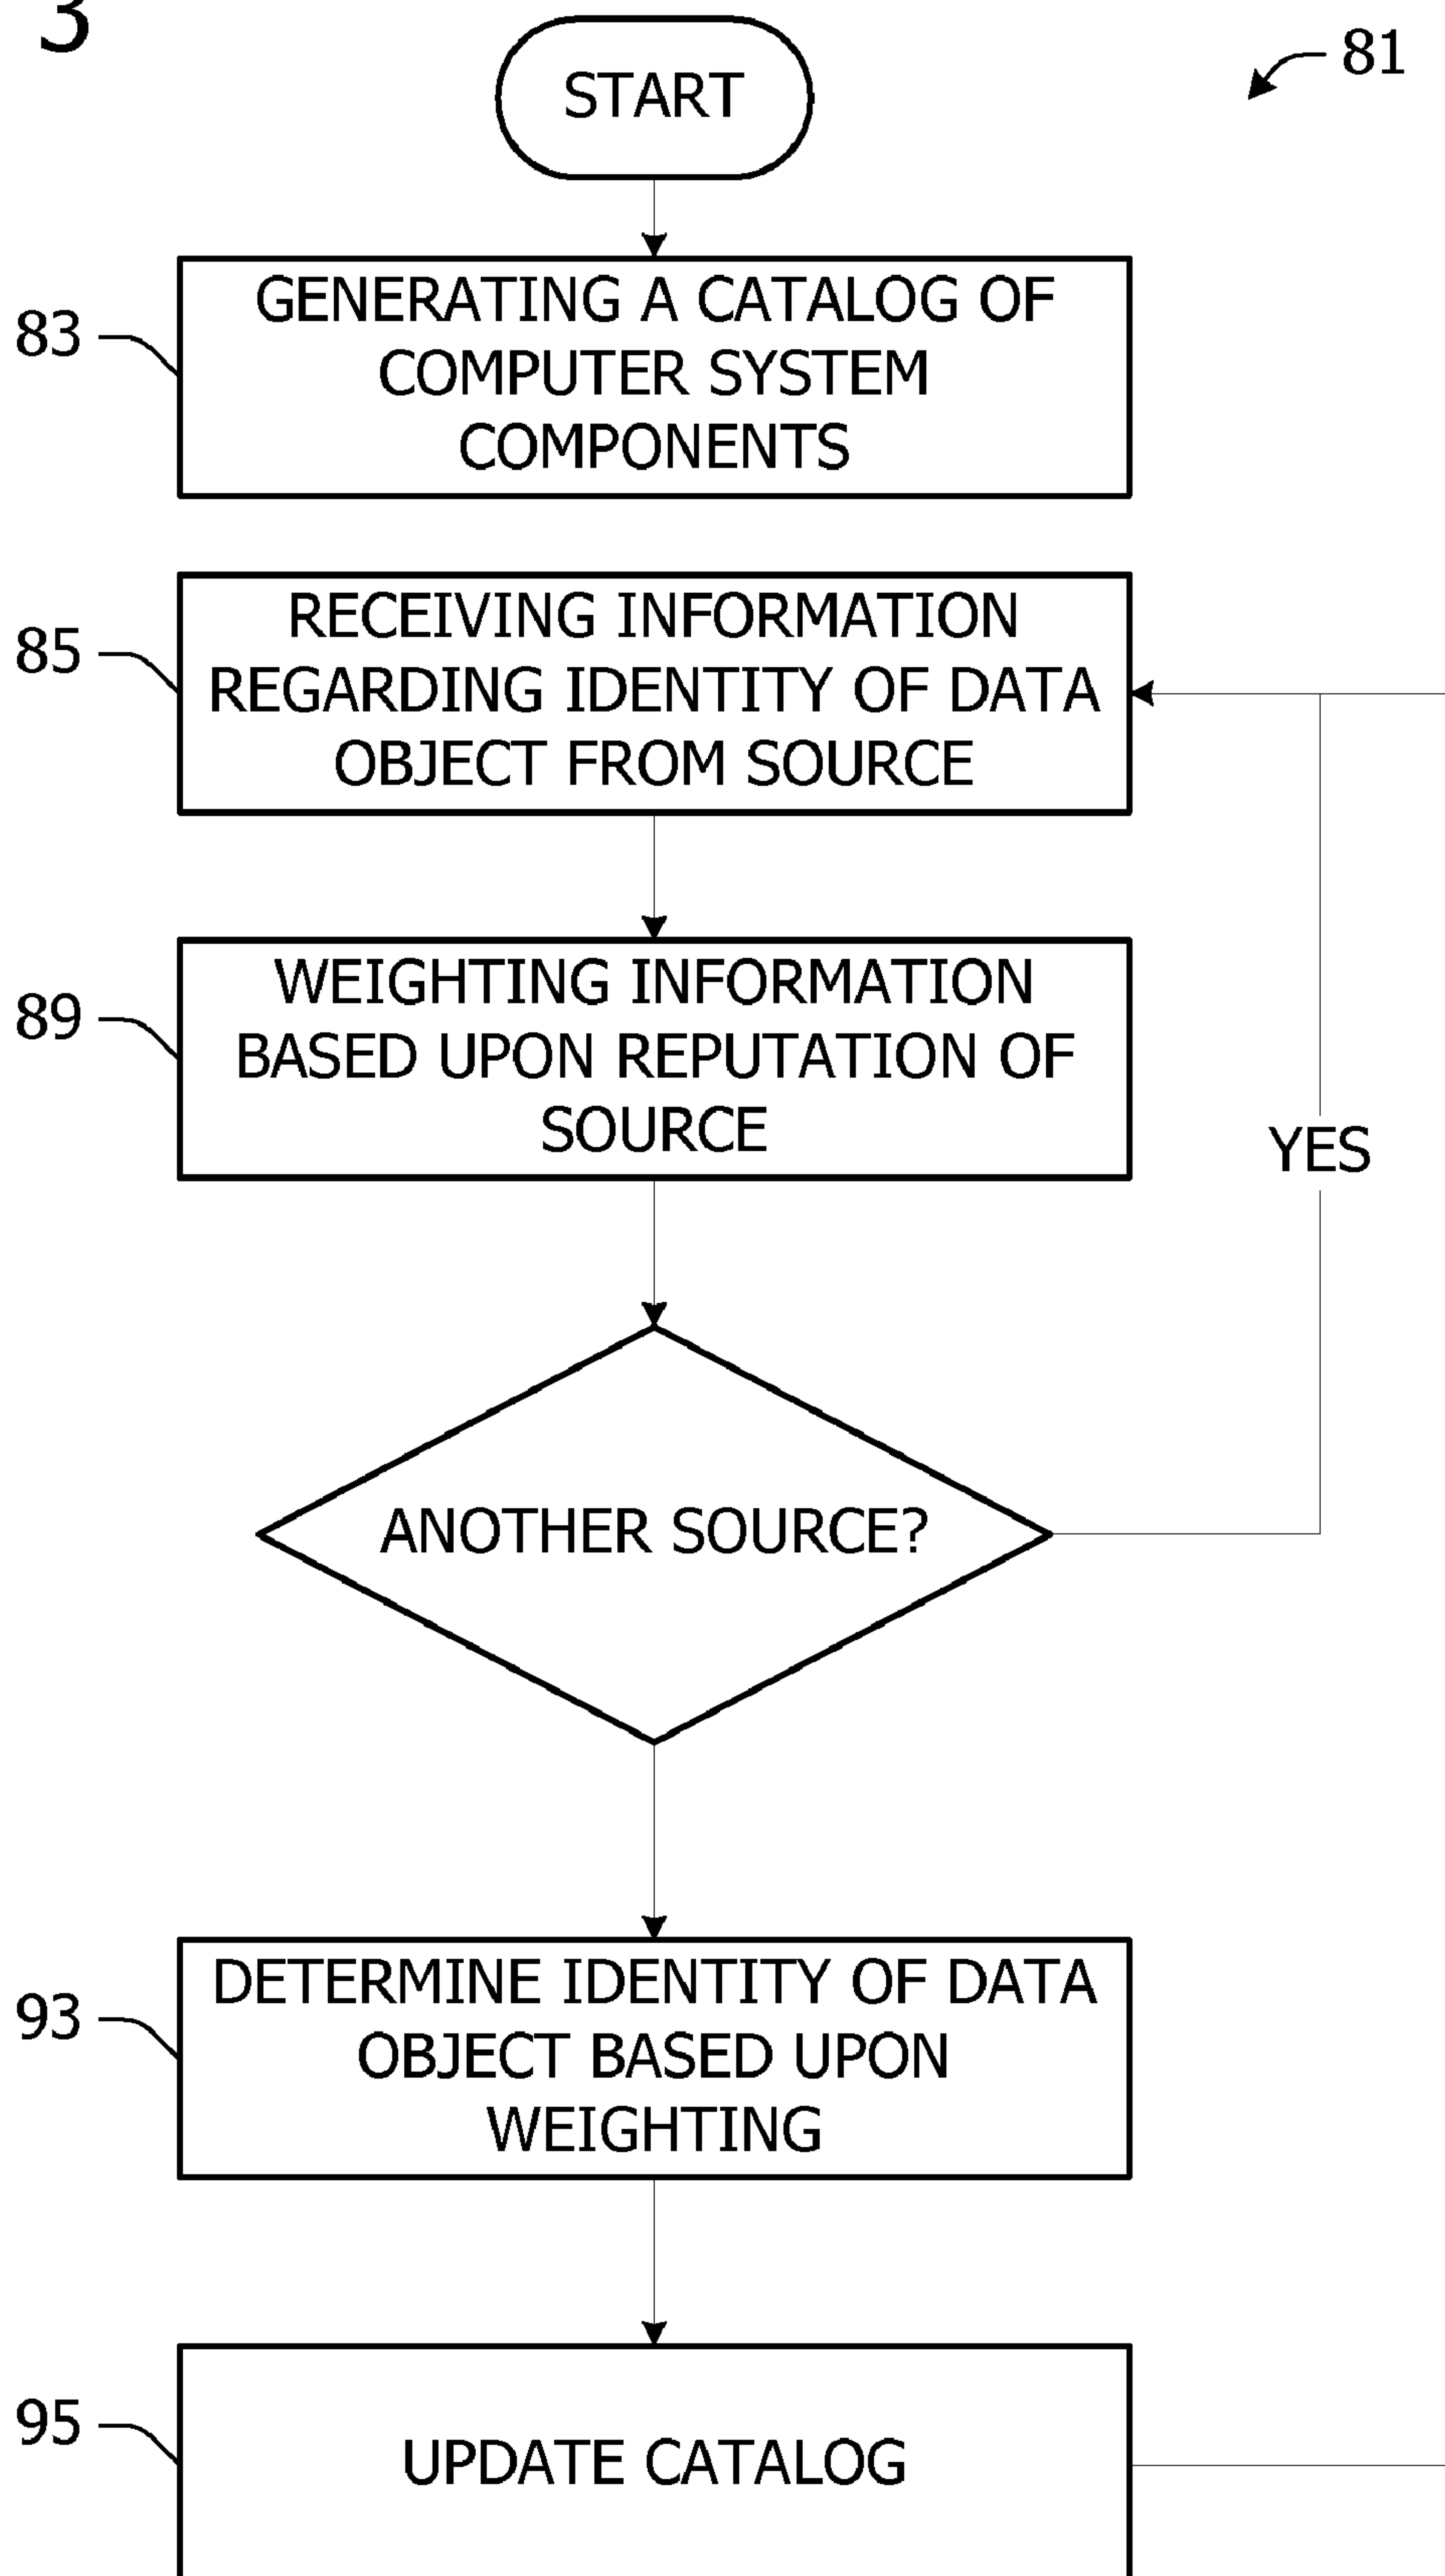 3
START
81
83
GENERATING A CATALOG OF
COMPUTER SYSTEM
COMPONENTS
85
RECEIVING INFORMATION
REGARDING IDENTITY OF DATA
OBJECT FROM SOURCE
89
WEIGHTING INFORMATION
BASED UPON REPUTATION OF
SOURCE
YES
ANOTHER SOURCE?
93
DETERMINE IDENTITY OF DATA
OBJECT BASED UPON
WEIGHTING
95
UPDATE CATALOG